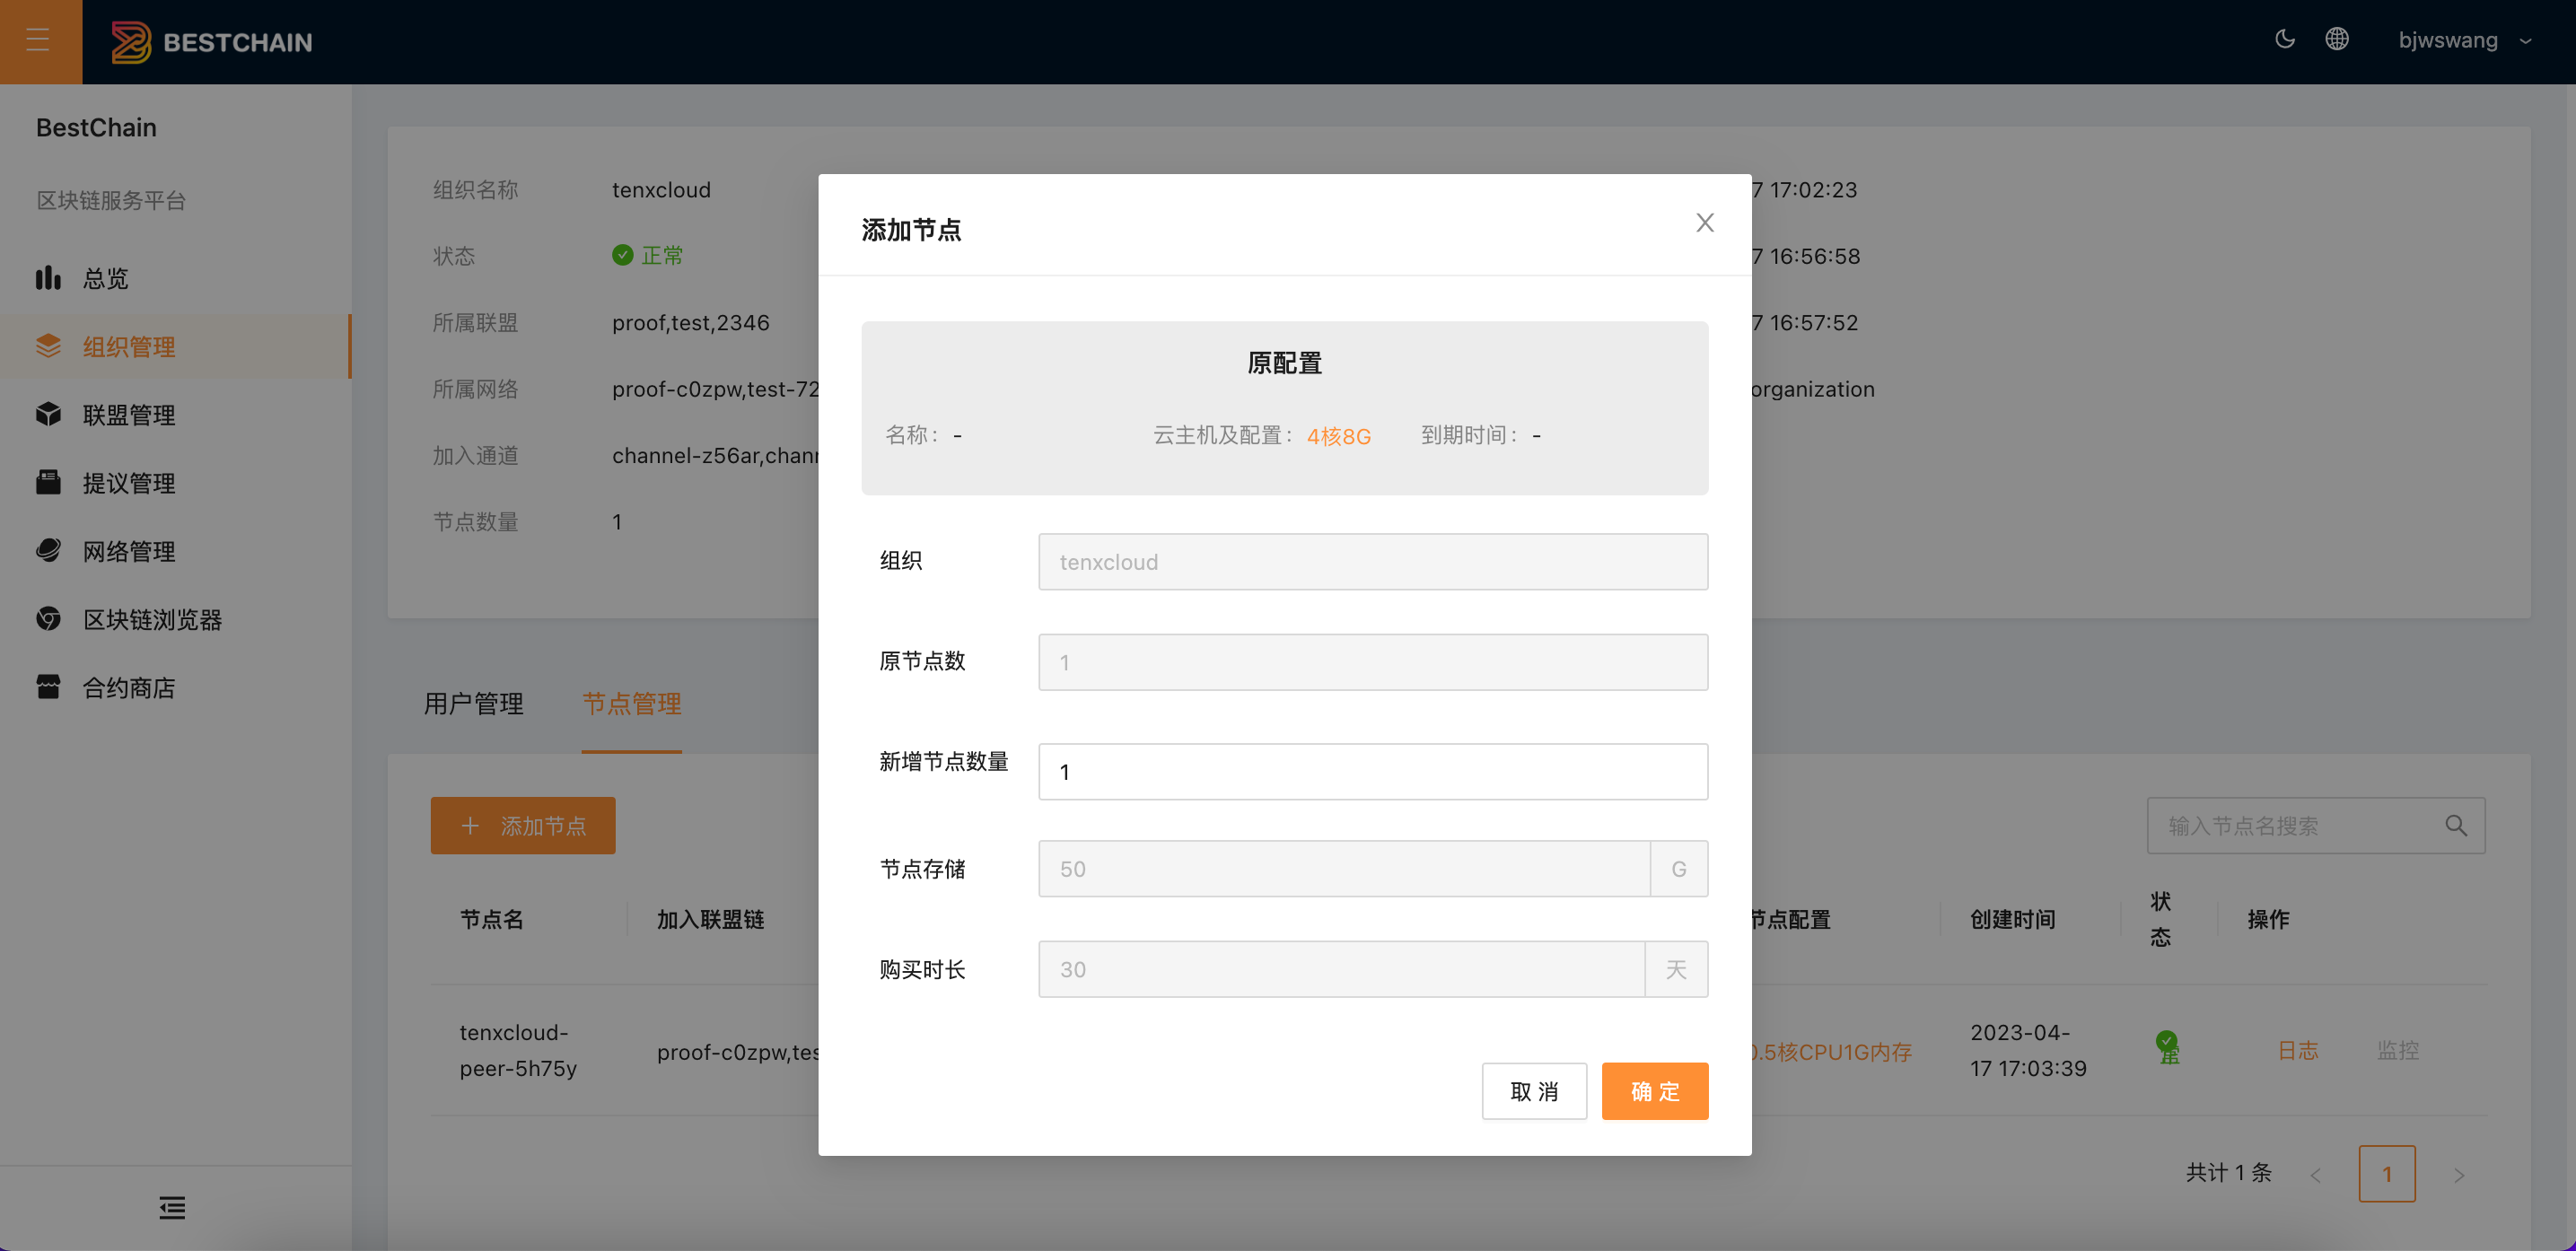 BESTCHAIN
bjwswang
BestChain
区块链服务平台
总览
组织管理
联盟管理
提议管理
网络管理
区块链浏览器
合约商店
组织名称 tenxcloud
7 17:02:23
状态 正常
7 16:56:58
所属联盟 proof,test,2346
7 16:57:52
所属网络 proof-c0zpw,test-72
organization
加入通道 channel-z56ar,chann
节点数量 1
用户管理 节点管理
添加节点
输入节点名搜索
节点名 加入联盟链 节点配置 创建时间 状态 操作
tenxcloud-
peer-5h75y
proof-c0zpw,tes
0.5核CPU1G内存
2023-04-
17 17:03:39
日志 监控
共计 1 条 1
添加节点
原配置
名称： - 云主机及配置： 4核8G 到期时间： -
组织 tenxcloud
原节点数 1
新增节点数量 1
节点存储 50 G
购买时长 30 天
取 消 确 定